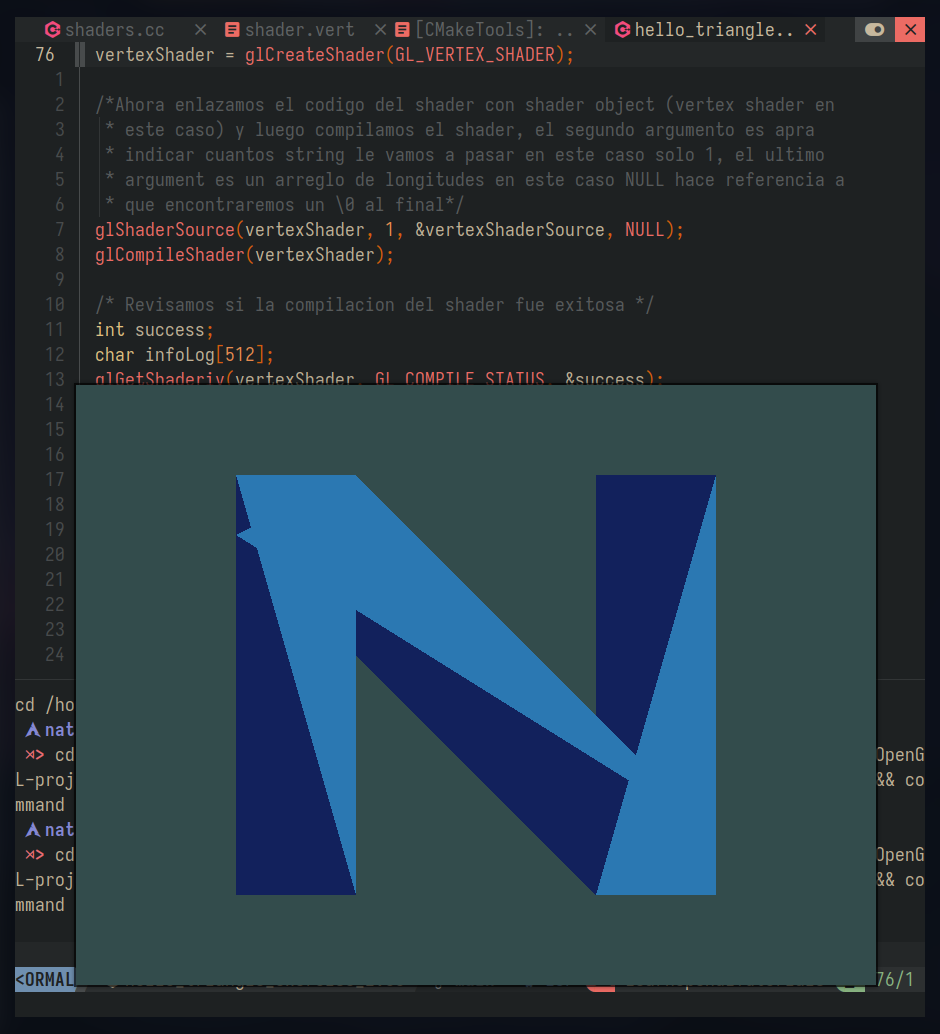 shaders.cc × shader.vert × [CMakeTools]: .. × hello_triangle.. ×
76 vertexShader = glCreateShader(GL_VERTEX_SHADER);
1
2 /*Ahora enlazamos el codigo del shader con shader object (vertex shader en
3 * este caso) y luego compilamos el shader, el segundo argumento es apra
4 * indicar cuantos string le vamos a pasar en este caso solo 1, el ultimo
5 * argument es un arreglo de longitudes en este caso NULL hace referencia a
6 * que encontraremos un \0 al final*/
7 glShaderSource(vertexShader, 1, &vertexShaderSource, NULL);
8 glCompileShader(vertexShader);
9
10 /* Revisamos si la compilacion del shader fue exitosa */
11 int success;
12 char infoLog[512];
13 glGetShaderiv(vertexShader, GL_COMPILE_STATUS, &success);
14
15
16
17
18
19
20
21
22
23
24
cd /ho
nat
cd OpenG
L-proj && co
mmand
nat
cd OpenG
L-proj && co
mmand
<ORMAL 76/1